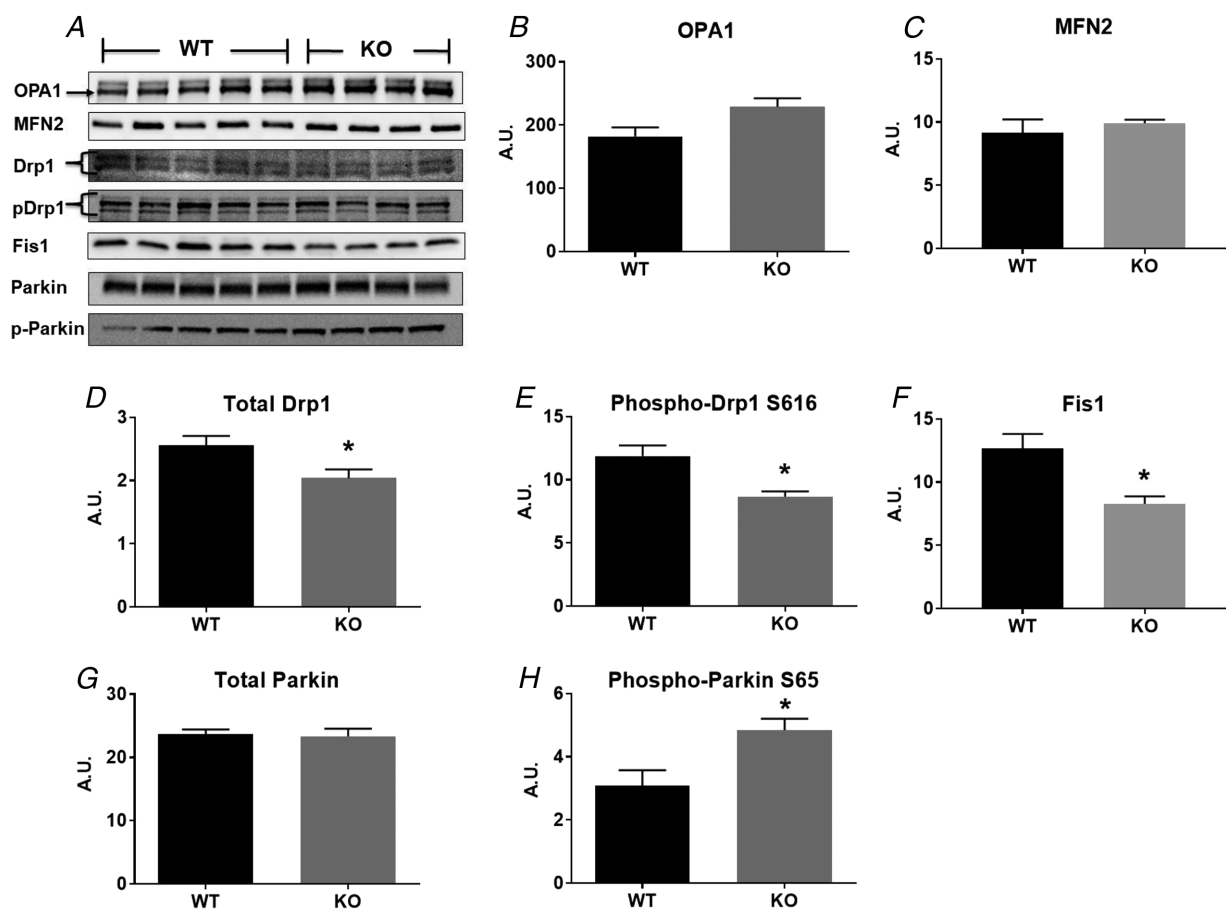 A
WT KO
OPA1
MFN2
Drp1
pDrp1
Fis1
Parkin
p-Parkin
B
OPA1
A.U.
300
200
100
0
WT KO
C
MFN2
A.U.
15
10
5
0
WT KO
D
Total Drp1
A.U.
3
2
1
0
*
WT KO
E
Phospho-Drp1 S616
A.U.
15
10
5
0
*
WT KO
F
Fis1
A.U.
15
10
5
0
*
WT KO
G
Total Parkin
A.U.
30
20
10
0
WT KO
H
Phospho-Parkin S65
A.U.
6
4
2
0
*
WT KO